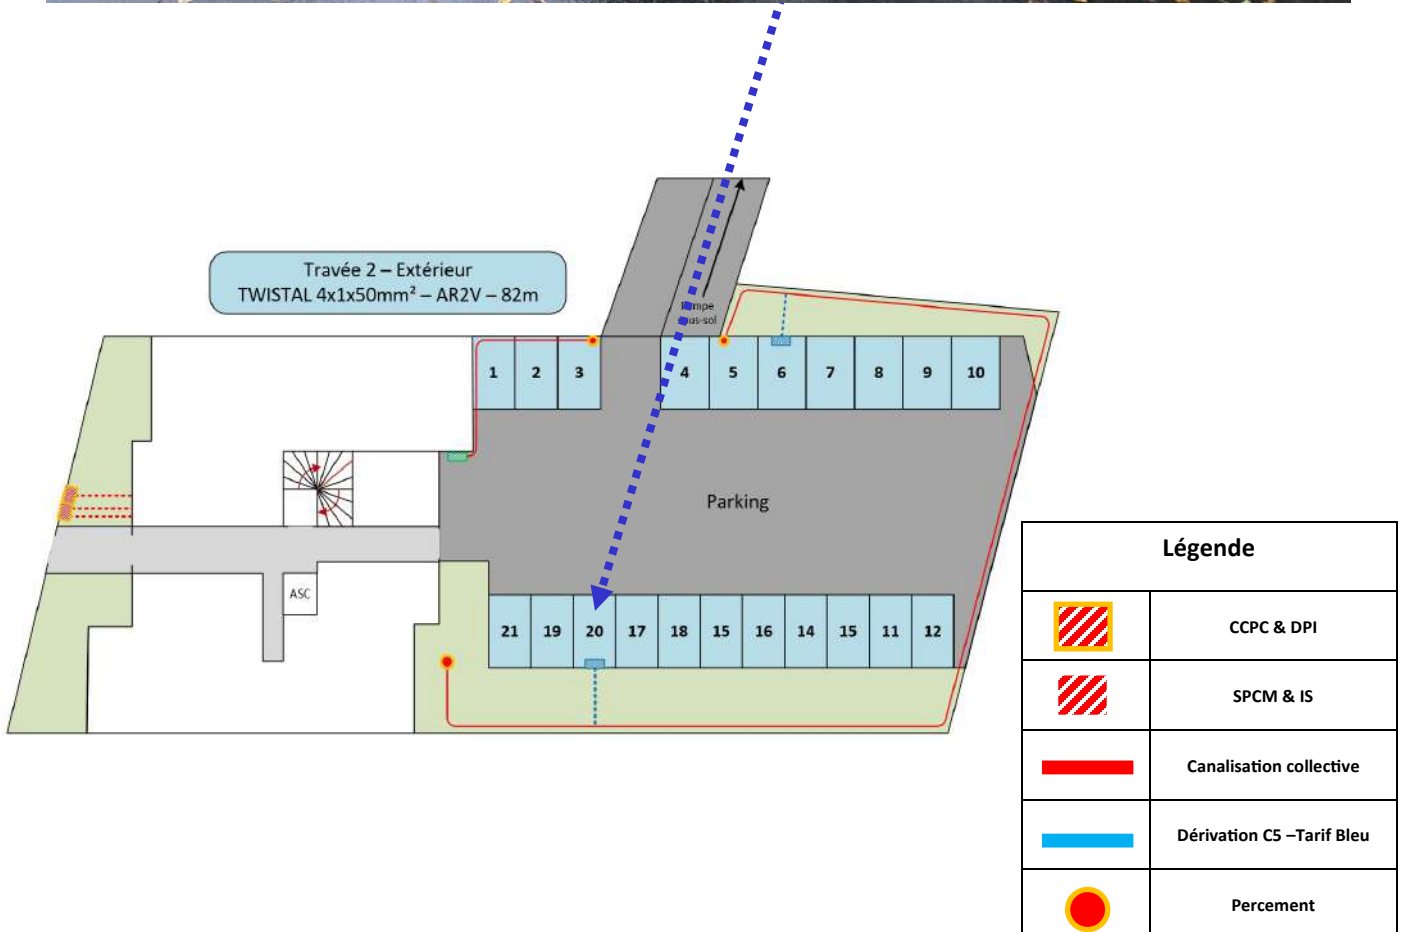 Travée 2 – Extérieur
TWISTAL 4x1x50mm² – AR2V – 82m
sous-sol
1 2 3 4 5 6 7 8 9 10
Parking
ASC
21 19 20 17 18 15 16 14 15 11 12
Légende
CCPC & DPI
SPCM & IS
Canalisation collective
Dérivation C5 –Tarif Bleu
Percement